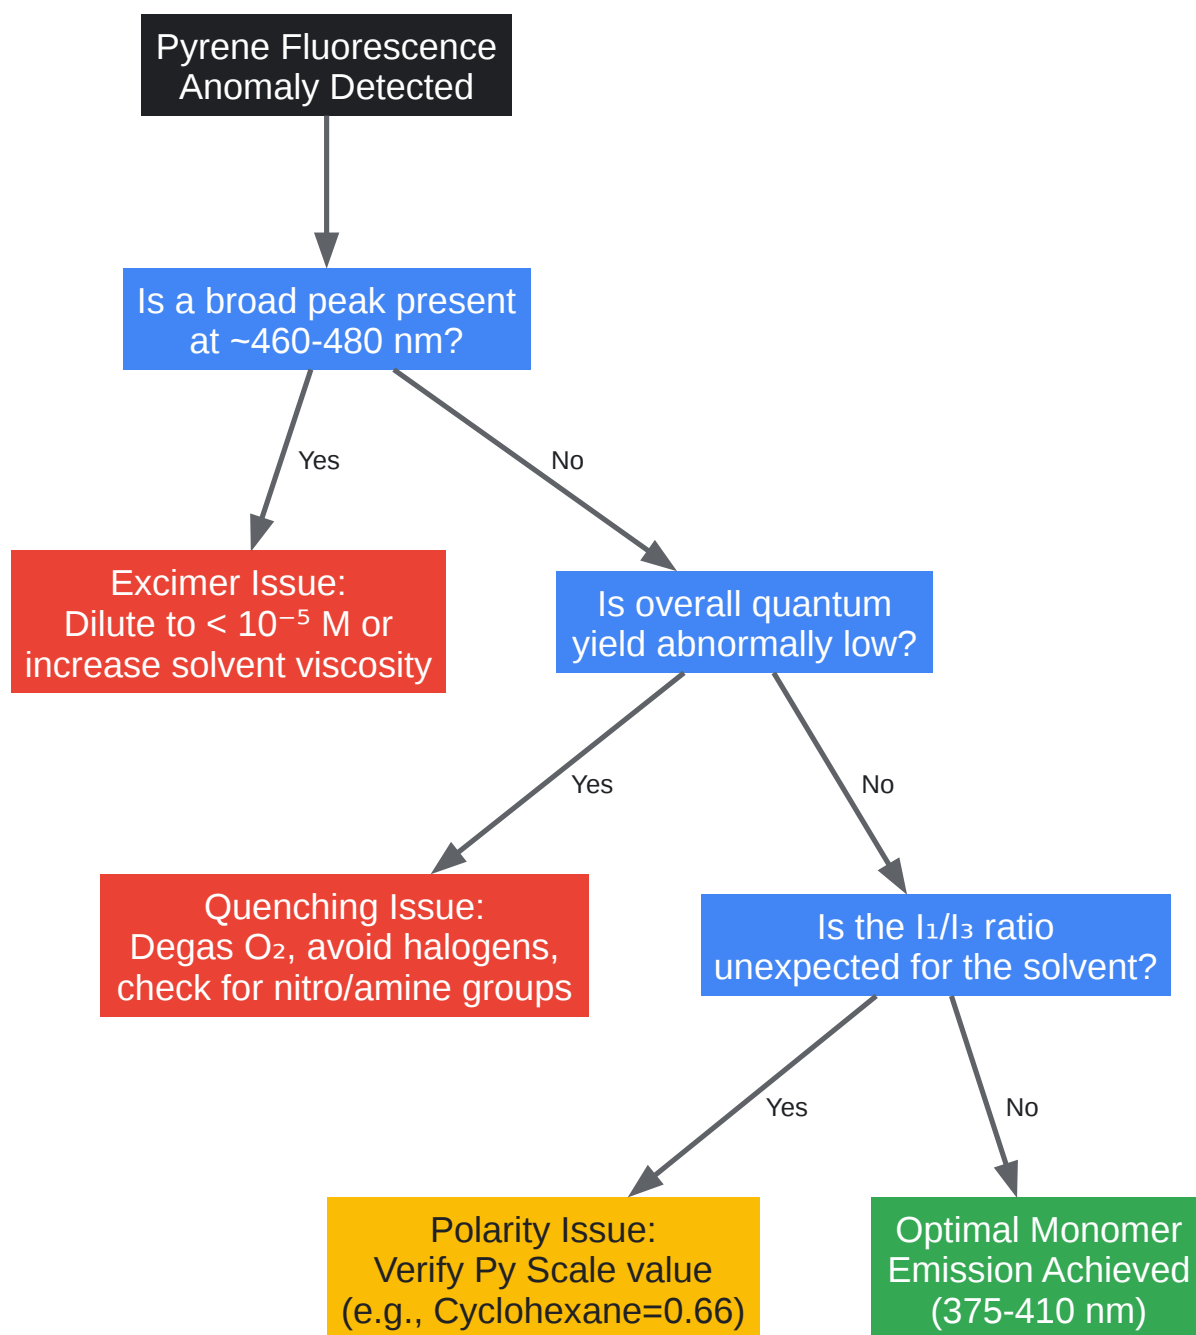 Pyrene Fluorescence
Anomaly Detected
Is a broad peak present
at ~460-480 nm?
Yes
No
Excimer Issue:
Dilute to < 10⁻⁵ M or
increase solvent viscosity
Is overall quantum
yield abnormally low?
Yes
No
Quenching Issue:
Degas O₂, avoid halogens,
check for nitro/amine groups
Is the I₁/I₃ ratio
unexpected for the solvent?
Yes
No
Polarity Issue:
Verify Py Scale value
(e.g., Cyclohexane=0.66)
Optimal Monomer
Emission Achieved
(375-410 nm)